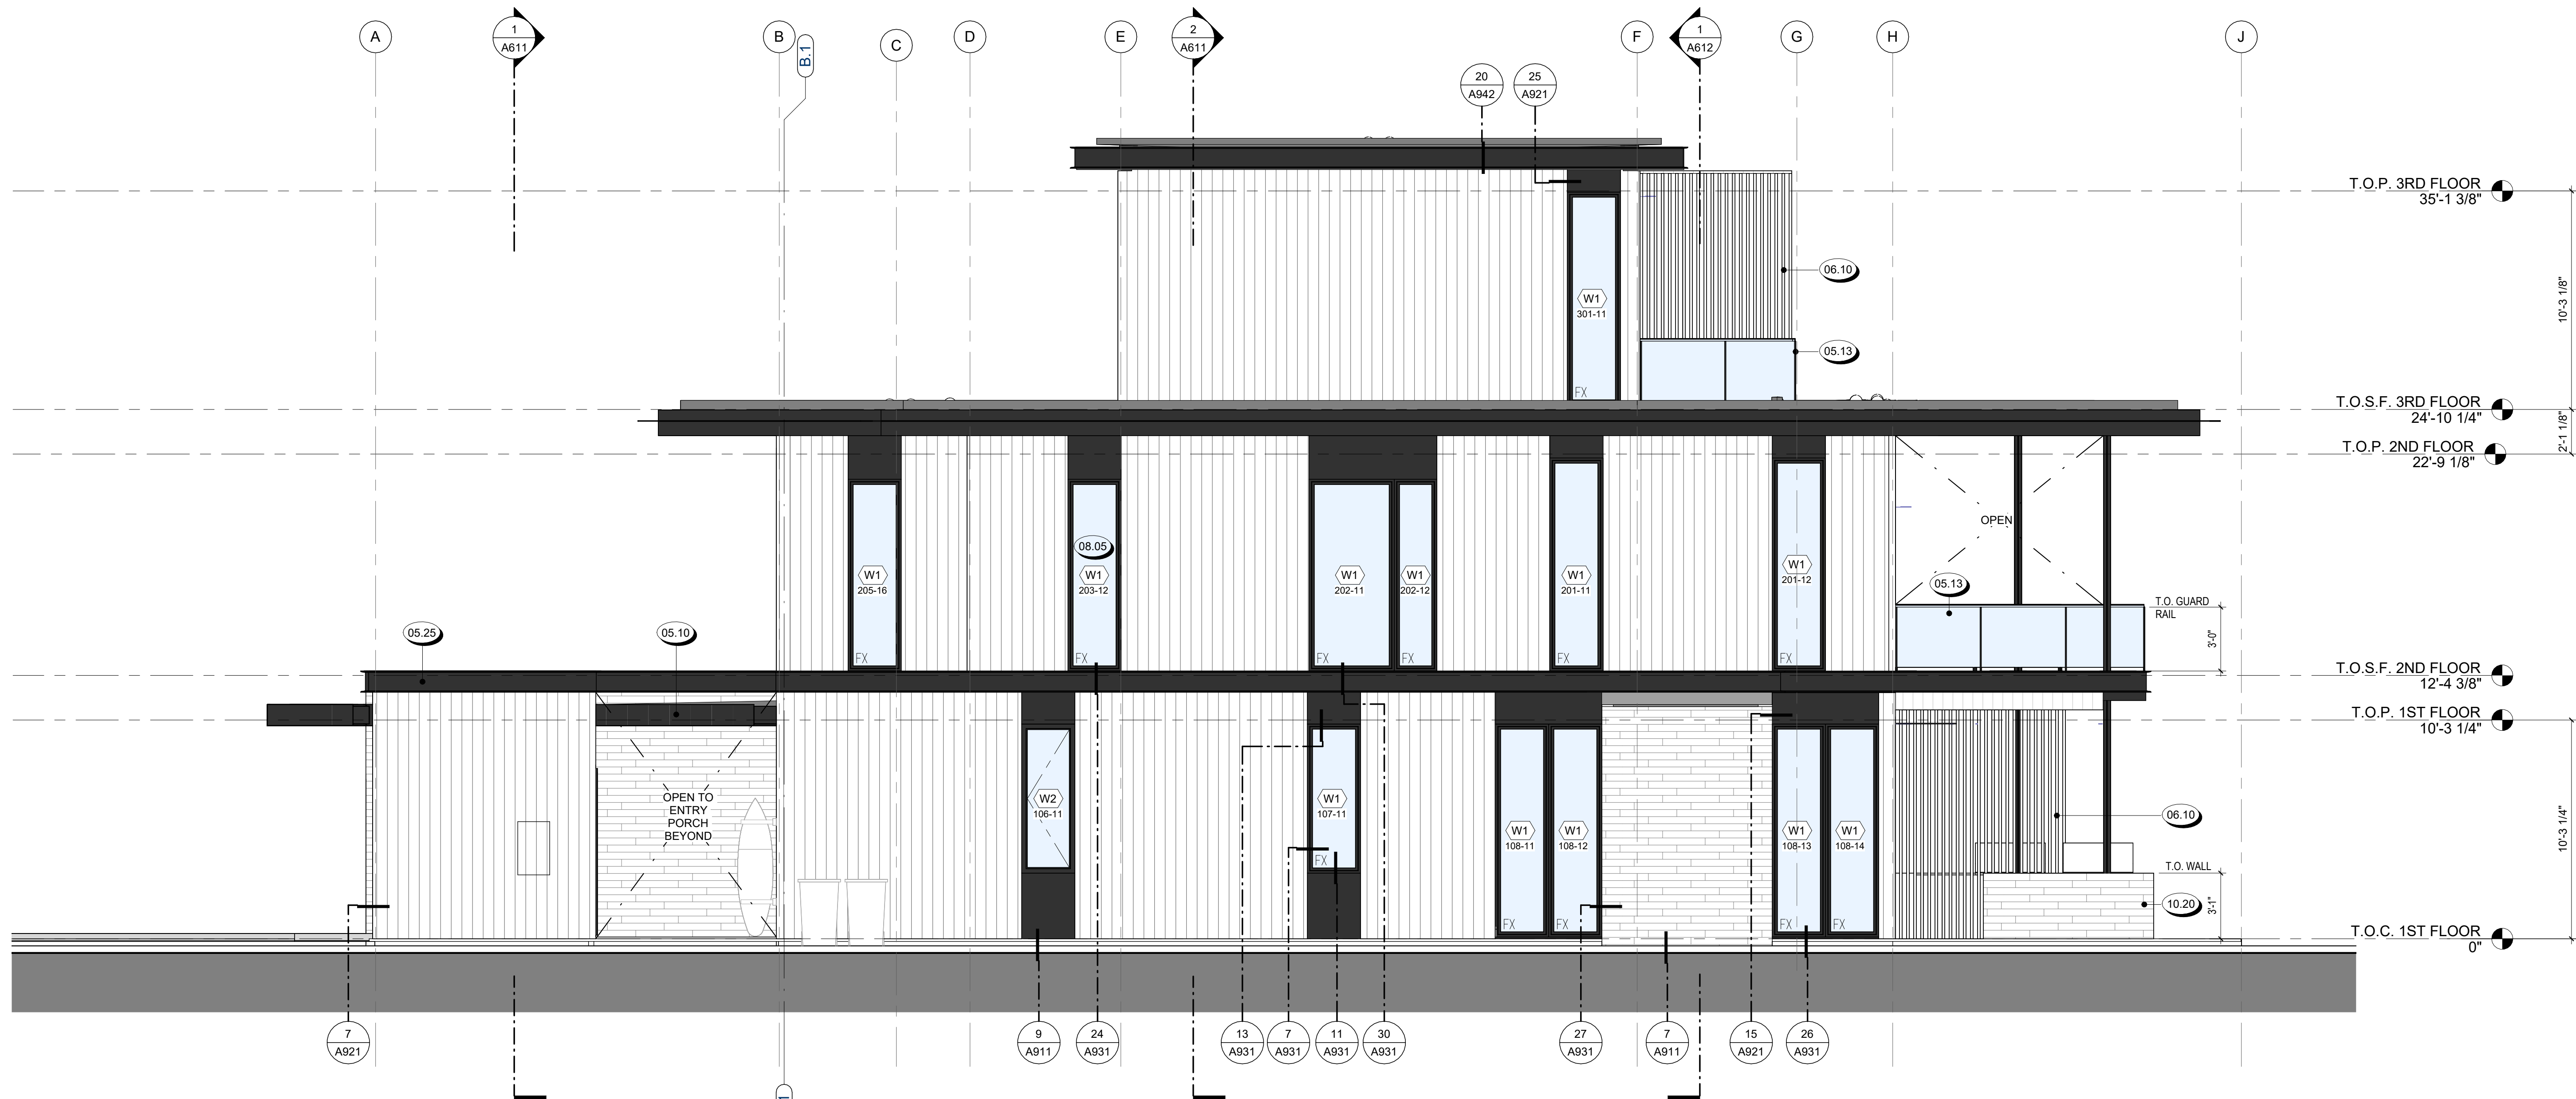 A
1
A611
B
B.1
C
D
E
2
A611
F
1
A612
G
H
J
20
A942
25
A921
T.O.P. 3RD FLOOR
35'-1 3/8"
06.10
10'-3 1/8"
W1
301-11
05.13
FX
T.O.S.F. 3RD FLOOR
24'-10 1/4"
2'-1 1/8"
T.O.P. 2ND FLOOR
22'-9 1/8"
OPEN
08.05
W1
205-16
W1
203-12
W1
202-11
W1
202-12
W1
201-11
W1
201-12
05.13
T.O. GUARD
RAIL
3'-0"
05.25
05.10
FX
FX
FX
FX
FX
FX
T.O.S.F. 2ND FLOOR
12'-4 3/8"
T.O.P. 1ST FLOOR
10'-3 1/4"
OPEN TO
ENTRY
PORCH
BEYOND
W2
106-11
W1
107-11
W1
108-11
W1
108-12
W1
108-13
W1
108-14
06.10
10'-3 1/4"
FX
T.O. WALL
10.20
3'-1"
FX
FX
FX
FX
T.O.C. 1ST FLOOR
0"
7
A921
9
A911
24
A931
13
A931
7
A931
11
A931
30
A931
27
A931
7
A911
15
A921
26
A931